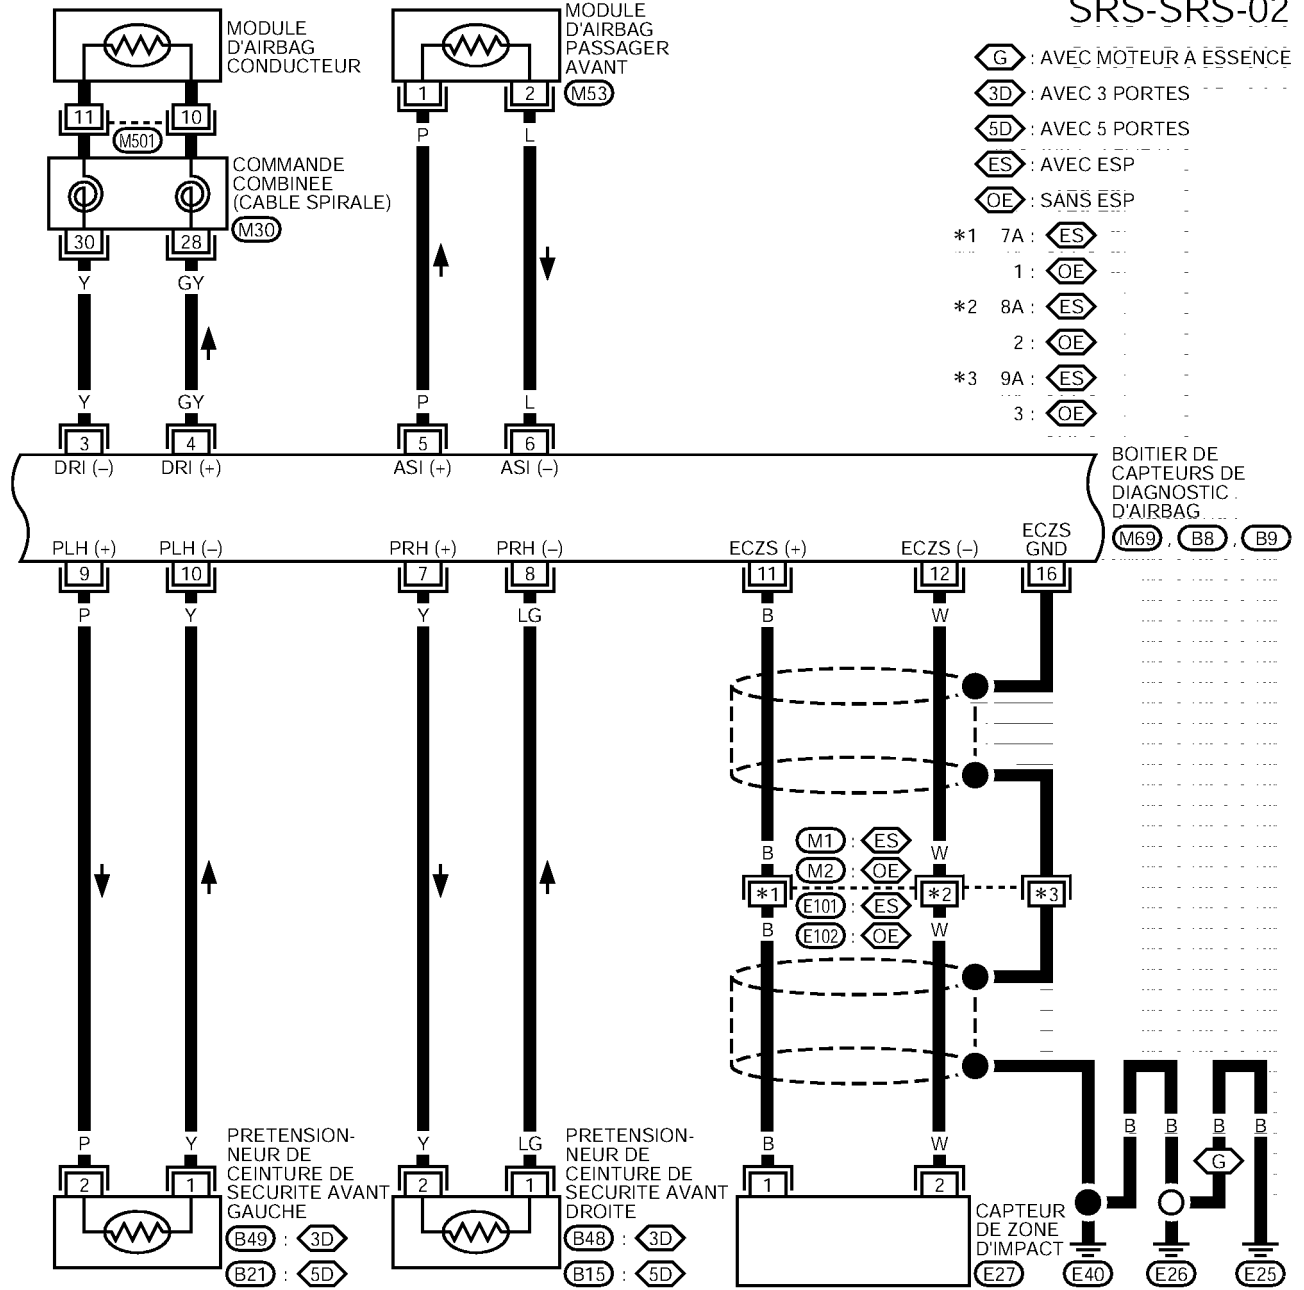 SRS-SRS-02
MODULE
D'AIRBAG
CONDUCTEUR
MODULE
D'AIRBAG
PASSAGER
AVANT
G : AVEC MOTEUR A ESSENCE
3D : AVEC 3 PORTES
5D : AVEC 5 PORTES
ES : AVEC ESP
OE : SANS ESP
*1 7A : ES
1 : OE
*2 8A : ES
2 : OE
*3 9A : ES
3 : OE
1 2 M53
11 10
M501
P L
COMMANDE
COMBINEE
(CABLE SPIRALE)
M30
30 28
Y GY
Y GY P L
3 4 5 6
DRI (–) DRI (+) ASI (+) ASI (–)
BOITIER DE
CAPTEURS DE
DIAGNOSTIC
D'AIRBAG
M69 , B8 , B9
PLH (+) PLH (–) PRH (+) PRH (–) ECZS (+) ECZS (–) ECZS
GND
9 10 7 8 11 12 16
P Y Y LG B W
M1 : ES
B W
M2 : OE
*1 *2 *3
E101 : ES
B W
E102 : OE
B B B B
G
P Y Y LG B W
2 1 2 1 1 2
PRETENSION-
NEUR DE
CEINTURE DE
SECURITE AVANT
GAUCHE
B49 : 3D
B21 : 5D
PRETENSION-
NEUR DE
CEINTURE DE
SECURITE AVANT
DROITE
B48 : 3D
B15 : 5D
CAPTEUR
DE ZONE
D'IMPACT
E27 E40 E26 E25